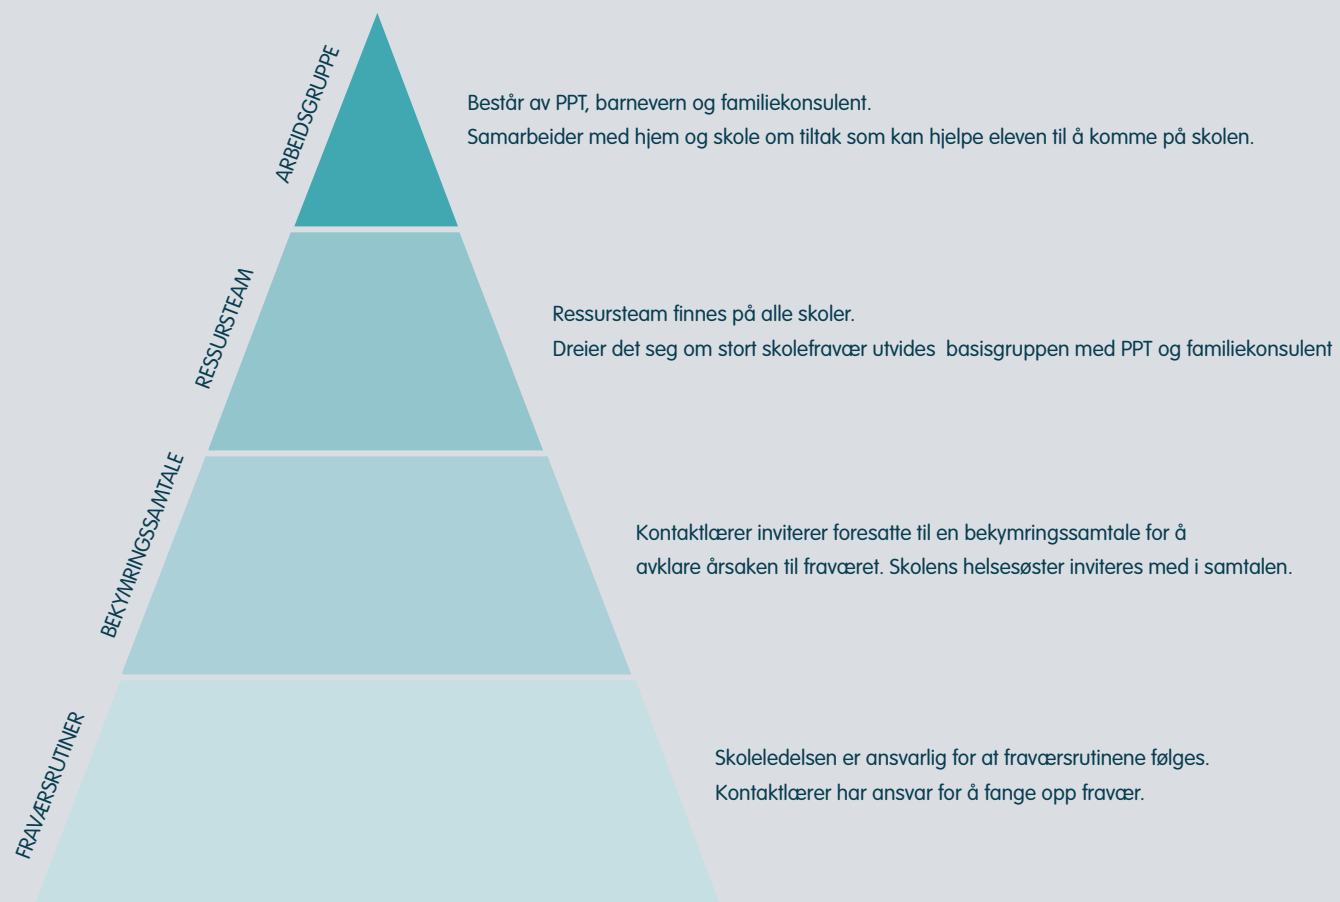 ARBEIDSGRUPPE
Består av PPT, barnevern og familiekonsulent.
Samarbeider med hjem og skole om tiltak som kan hjelpe eleven til å komme på skolen.
RESSURSTEAM
Ressursteam finnes på alle skoler.
Dreier det seg om stort skolefravær utvides basisgruppen med PPT og familiekonsulent
BEKYMRINGSSAMTALE
Kontaktlærer inviterer foresatte til en bekymringssamtale for å
avklare årsaken til fraværet. Skolens helsesøster inviteres med i samtalen.
FRAVÆRSRUTINER
Skoleledelsen er ansvarlig for at fraværsrutinene følges.
Kontaktlærer har ansvar for å fange opp fravær.